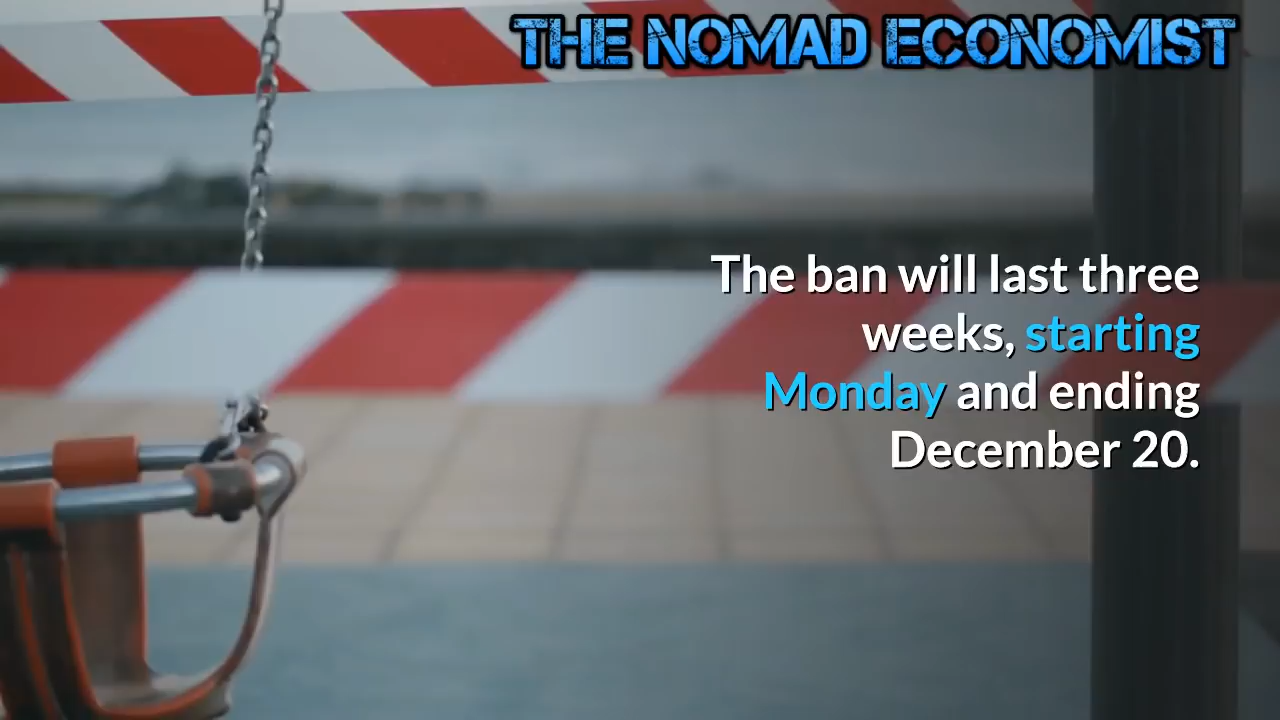 THE NOMAD ECONOMIST
The ban will last three
weeks, starting
Monday and ending
December 20.